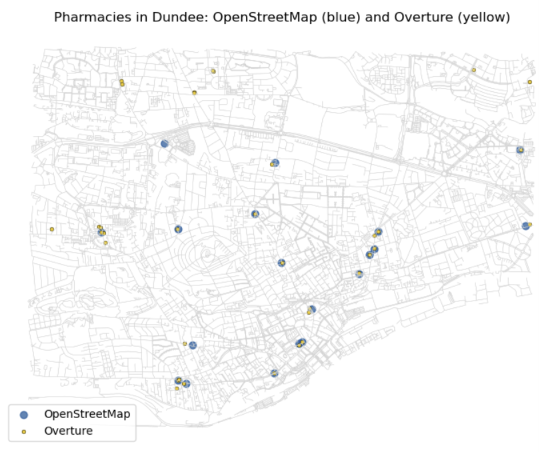 Pharmacies in Dundee: OpenStreetMap (blue) and Overture (yellow)
OpenStreetMap
Overture